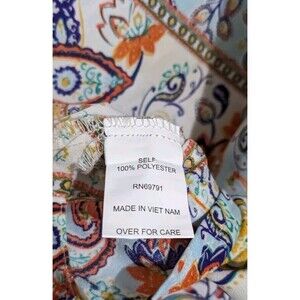 SELF
100% POLYESTER
RN69791
MADE IN VIET NAM
OVER FOR CARE